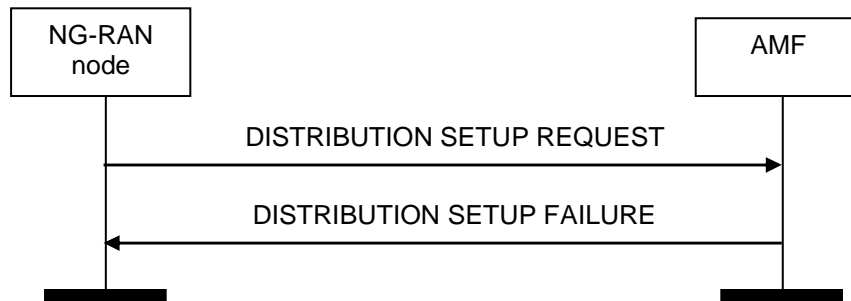 NG-RAN
node
AMF
DISTRIBUTION SETUP REQUEST
DISTRIBUTION SETUP FAILURE